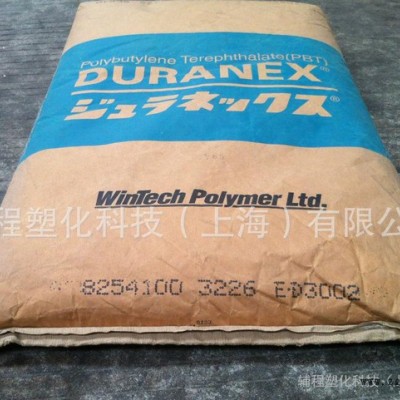 Polybutylene Terephthalate(PBT)
DURANEX®
ジュラネックス®
WinTech Polymer Ltd.
程塑化科技（上海）有限公
8254100 3226 ED3002
辅程塑化科技